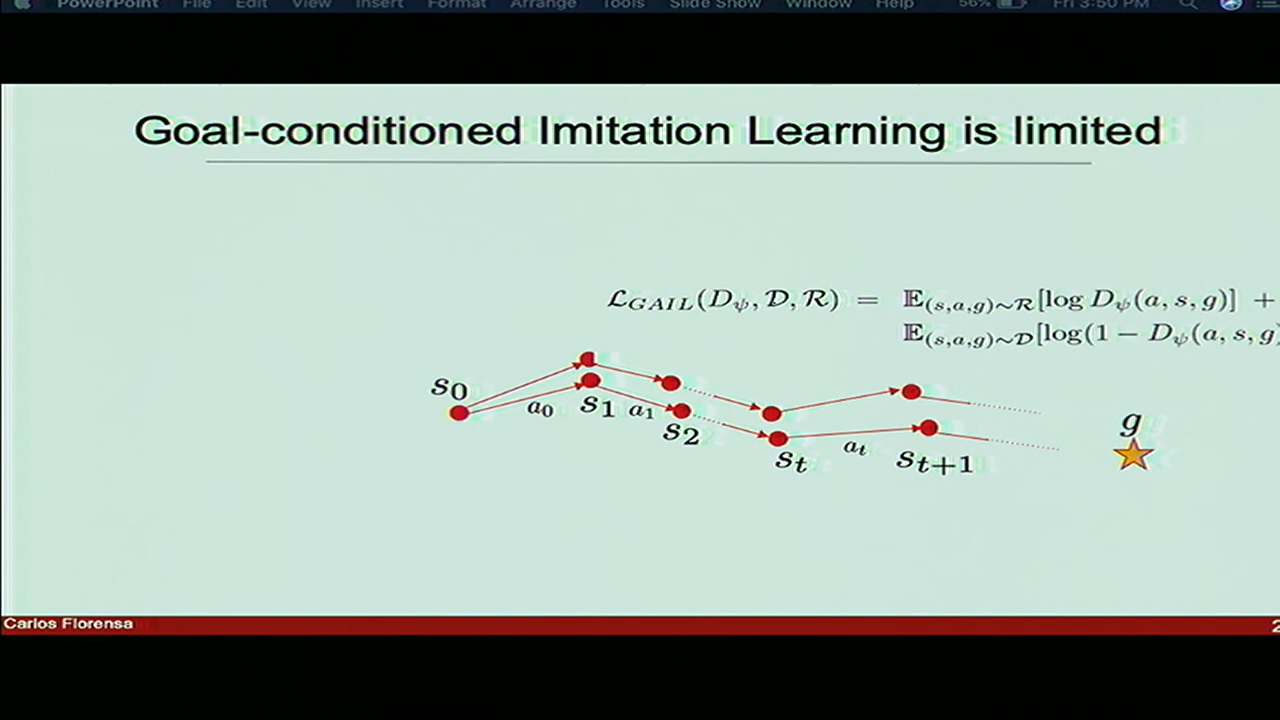 PowerPoint File Edit View Insert Format Arrange Tools Slide Show Window Help 56% Fri 3:50 PM
Goal-conditioned Imitation Learning is limited
ℒ_GAIL(D_ψ, 𝒟, ℛ) = 𝔼_(s,a,g)∼ℛ[log D_ψ(a, s, g)] +
𝔼_(s,a,g)∼𝒟[log(1 − D_ψ(a, s, g)
s_0 a_0 s_1 a_1 s_2 s_t a_t s_t+1 g
Carlos Florensa